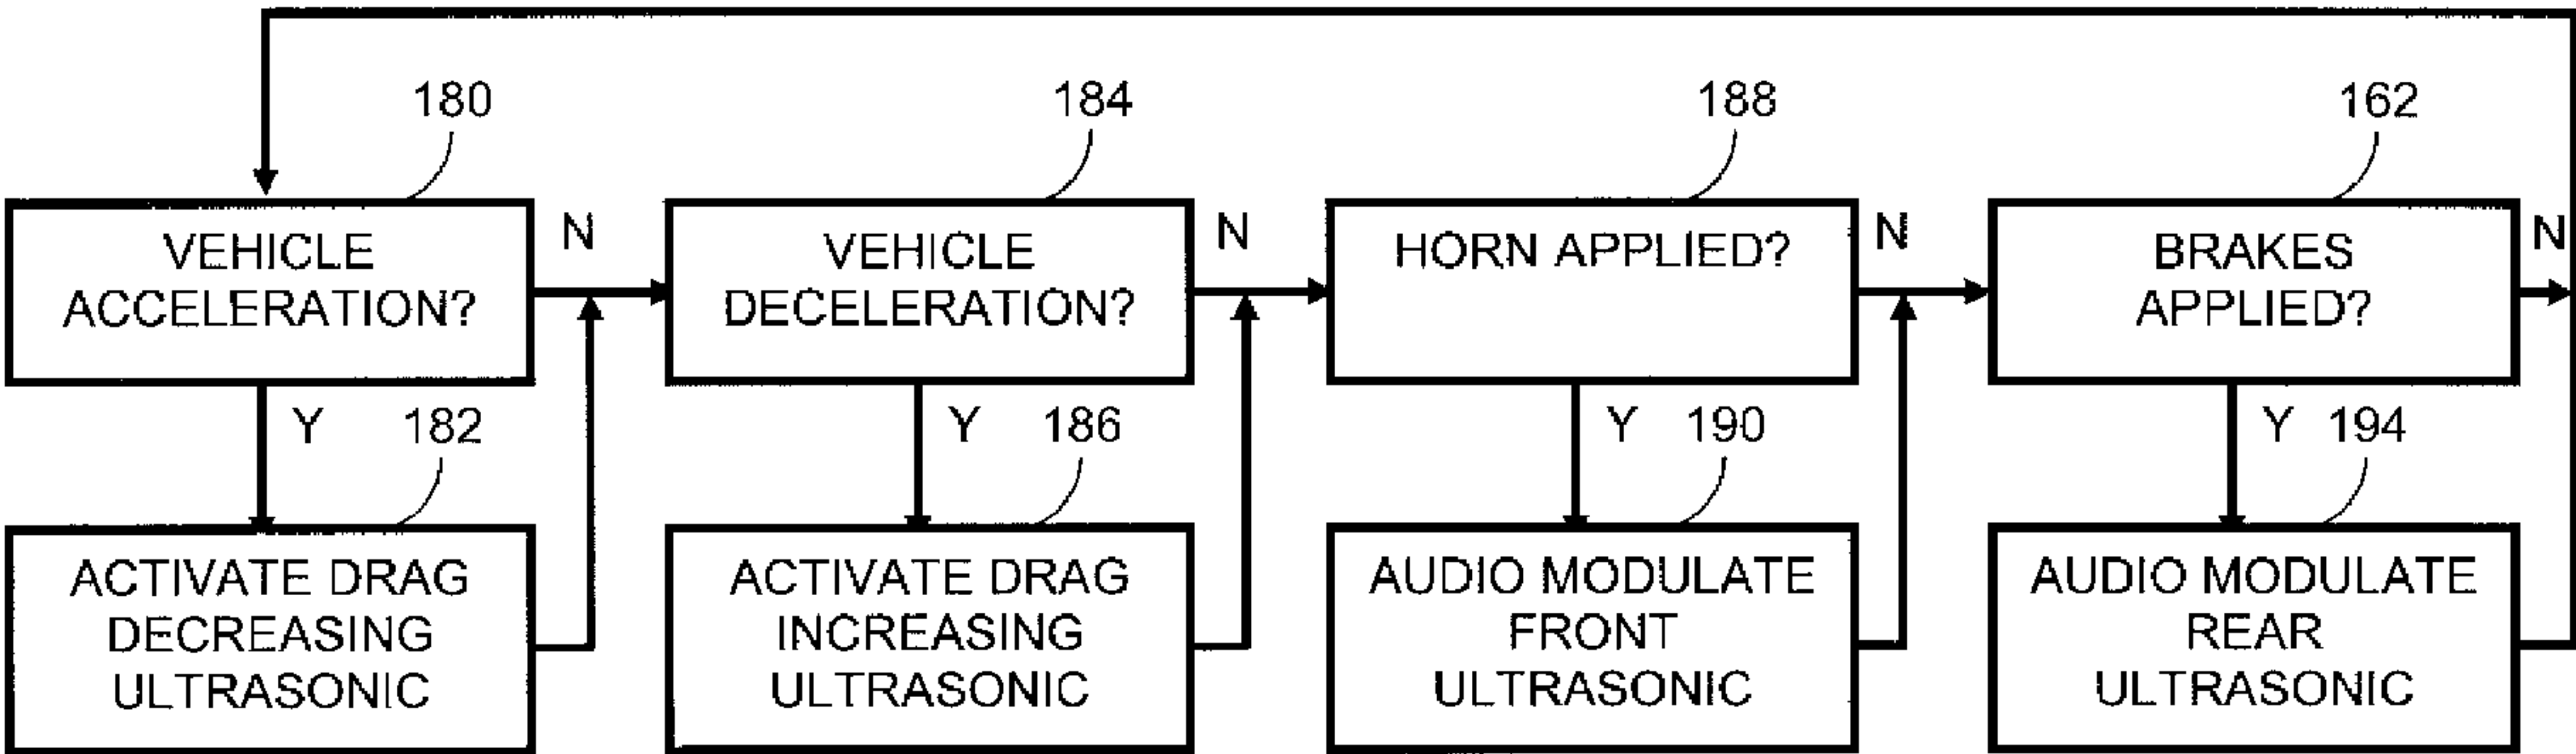 180
184
188
162
VEHICLE
ACCELERATION?
N
VEHICLE
DECELERATION?
N
HORN APPLIED?
N
BRAKES
APPLIED?
N
Y
182
Y
186
Y
190
Y
194
ACTIVATE DRAG
DECREASING
ULTRASONIC
ACTIVATE DRAG
INCREASING
ULTRASONIC
AUDIO MODULATE
FRONT
ULTRASONIC
AUDIO MODULATE
REAR
ULTRASONIC